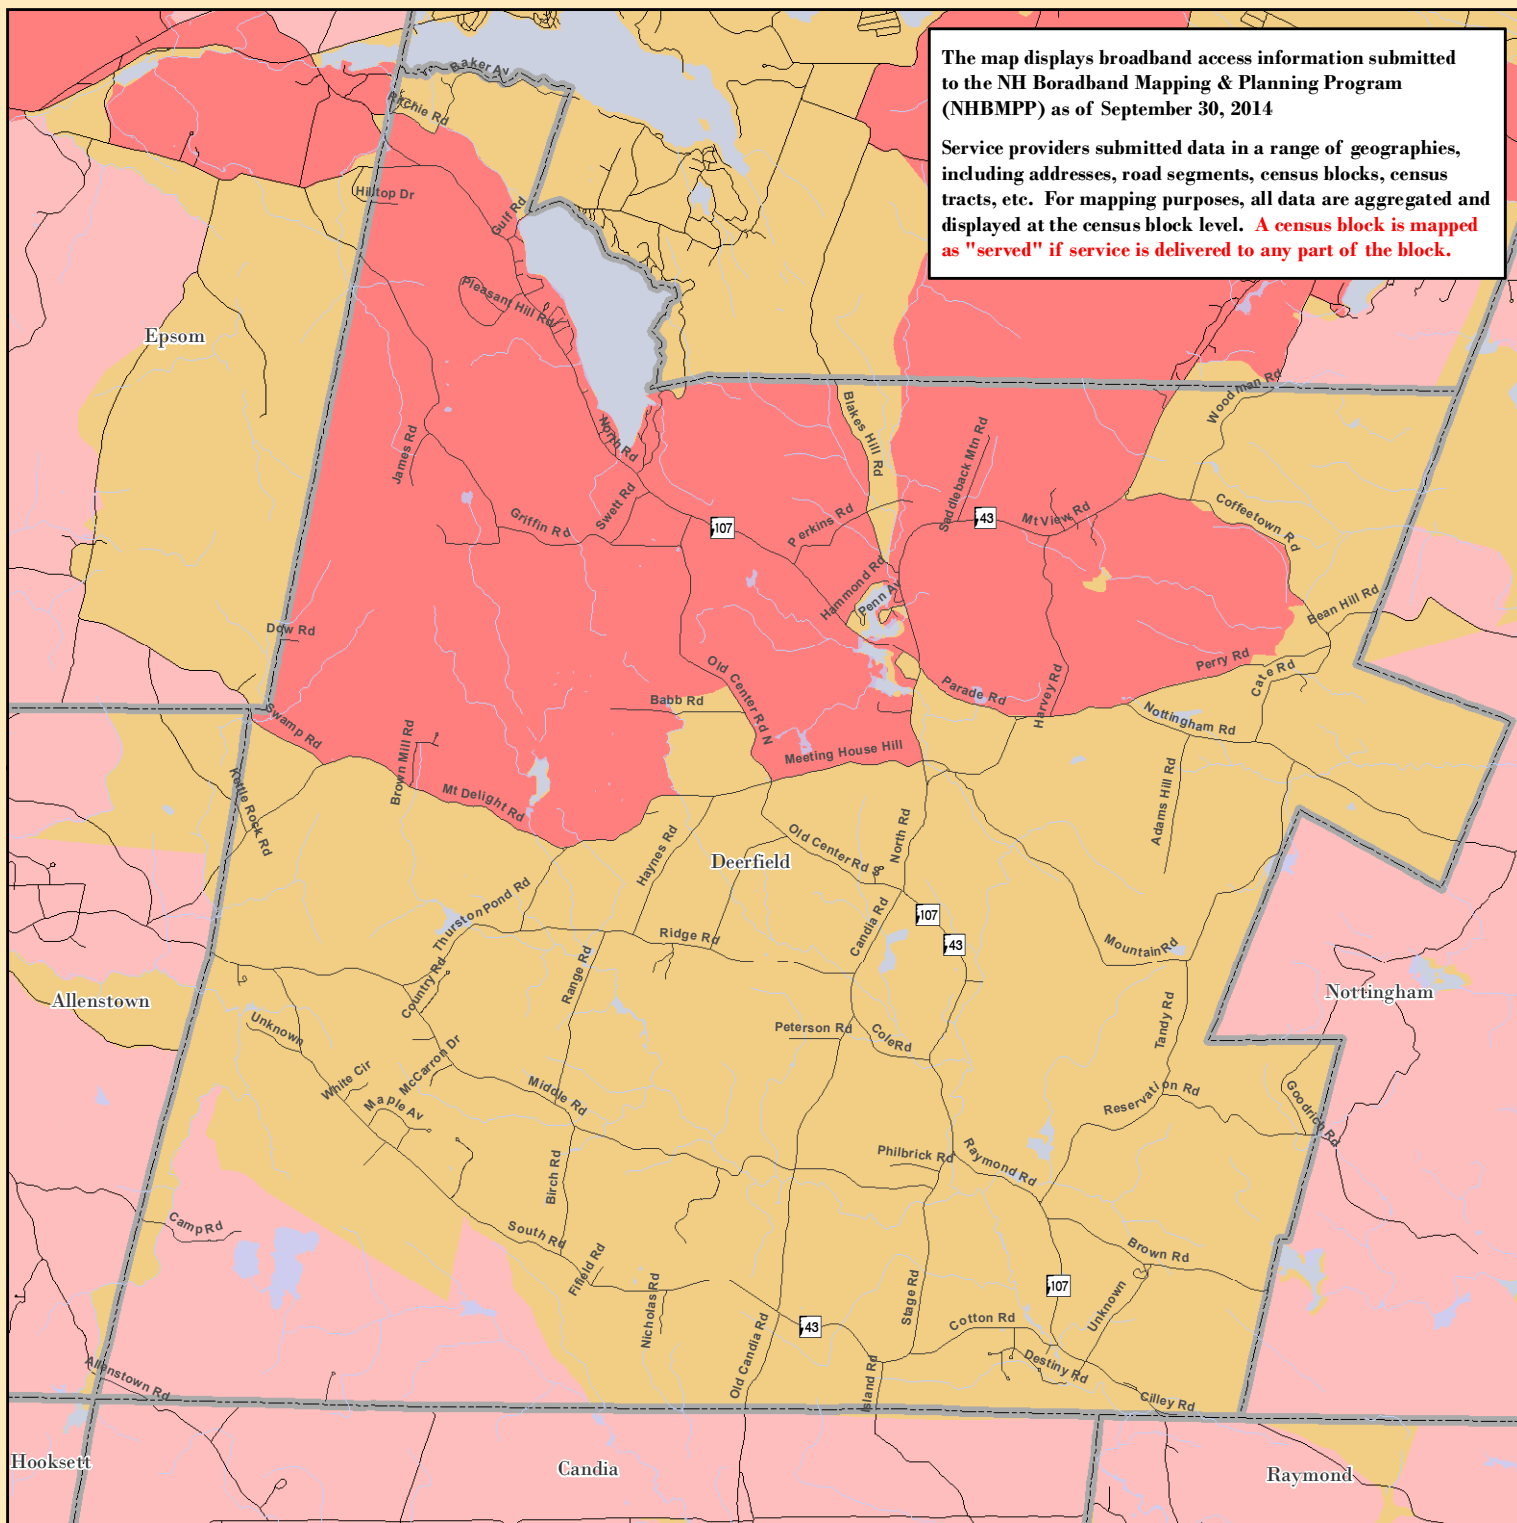 The map displays broadband access information submitted
to the NH Boradband Mapping & Planning Program
(NHBMPP) as of September 30, 2014
Service providers submitted data in a range of geographies,
including addresses, road segments, census blocks, census
tracts, etc. For mapping purposes, all data are aggregated and
displayed at the census block level. A census block is mapped
as "served" if service is delivered to any part of the block.
Baker Av
Ritchie Rd
Hilltop Dr
Gulf Rd
Pleasant Hill Rd
Epsom
Woodman Rd
Blakes Hill Rd
North Rd
James Rd
Saddleback Mtn Rd
Swett Rd
Griffin Rd
107
Perkins Rd
43
Mt View Rd
Coffeetown Rd
Hammond Rd
Penn Av
Bean Hill Rd
Dow Rd
Old Center Rd N
Babb Rd
Parade Rd
Harvey Rd
Perry Rd
Cate Rd
Nottingham Rd
Swamp Rd
Brown Mill Rd
Meeting House Hill
Kettle Rock Rd
Mt Delight Rd
Adams Hill Rd
Haynes Rd
Deerfield
Old Center Rd S
North Rd
Thurston Pond Rd
Candia Rd
107
43
Ridge Rd
Mountain Rd
Country Rd
Range Rd
Allenstown
Nottingham
Unknown
Peterson Rd
Cole Rd
Tandy Rd
White Cir
McCarron Dr
Maple Av
Middle Rd
Reservation Rd
Goodrich Rd
Birch Rd
Philbrick Rd
Raymond Rd
Camp Rd
South Rd
Fifield Rd
Nicholas Rd
Stage Rd
Brown Rd
107
Unknown
43
Cotton Rd
Old Candia Rd
Island Rd
Destiny Rd
Cilley Rd
Allenstown Rd
Hooksett
Candia
Raymond